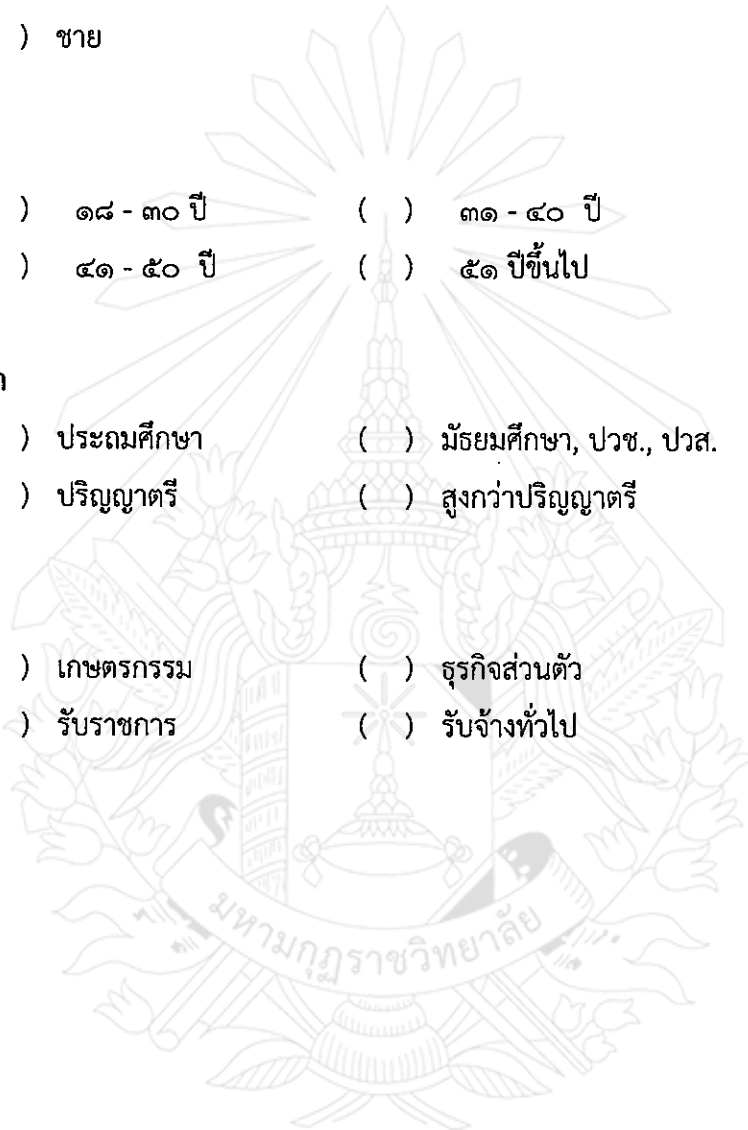 ) ชาย
) ๑๘ - ๓๐ ปี ( ) ๓๑ - ๔๐ ปี
) ๔๑ - ๕๐ ปี ( ) ๕๑ ปีขึ้นไป
) ประถมศึกษา ( ) มัธยมศึกษา, ปวช., ปวส.
) ปริญญาตรี ( ) สูงกว่าปริญญาตรี
) เกษตรกรรม ( ) ธุรกิจส่วนตัว
) รับราชการ ( ) รับจ้างทั่วไป
มหามกุฏราชวิทยาลัย